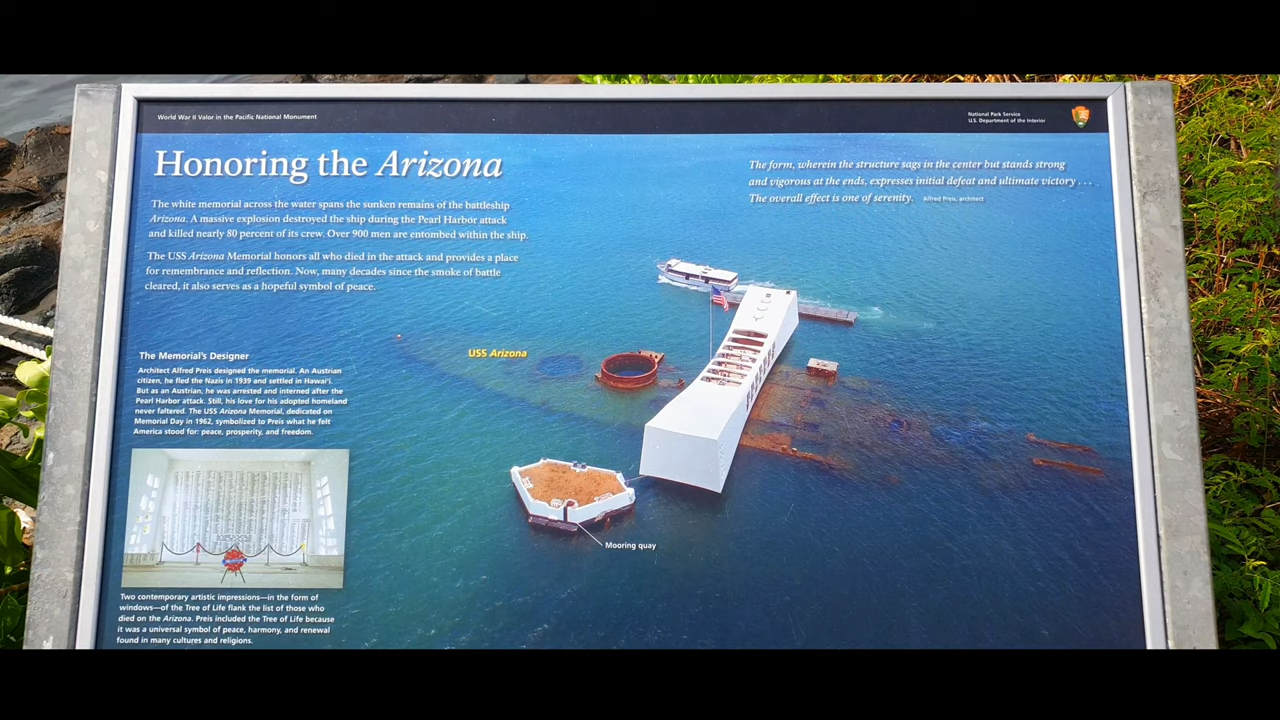 World War II Valor in the Pacific National Monument
National Park Service
U.S. Department of the Interior
Honoring the Arizona
The white memorial across the water spans the sunken remains of the battleship
Arizona. A massive explosion destroyed the ship during the Pearl Harbor attack
and killed nearly 80 percent of its crew. Over 900 men are entombed within the ship.
The USS Arizona Memorial honors all who died in the attack and provides a place
for remembrance and reflection. Now, many decades since the smoke of battle
cleared, it also serves as a hopeful symbol of peace.
The form, wherein the structure sags in the center but stands strong
and vigorous at the ends, expresses initial defeat and ultimate victory . . .
The overall effect is one of serenity. Alfred Preis, architect
USS Arizona
The Memorial's Designer
Architect Alfred Preis designed the memorial. An Austrian
citizen, he fled the Nazis in 1939 and settled in Hawai‘i.
But as an Austrian, he was arrested and interned after the
Pearl Harbor attack. Still, his love for his adopted homeland
never faltered. The USS Arizona Memorial, dedicated on
Memorial Day in 1962, symbolized to Preis what he felt
America stood for: peace, prosperity, and freedom.
Mooring quay
Two contemporary artistic impressions—in the form of
windows—of the Tree of Life flank the list of those who
died on the Arizona. Preis included the Tree of Life because
it was a universal symbol of peace, harmony, and renewal
found in many cultures and religions.